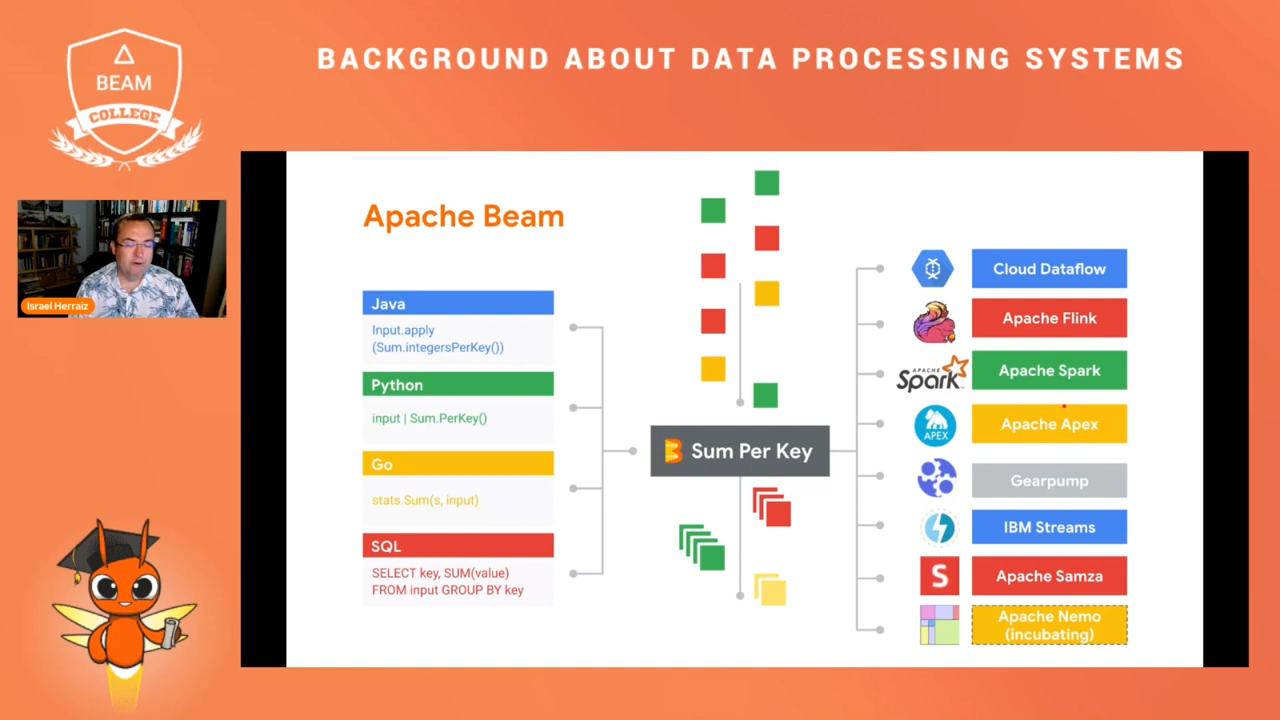 BACKGROUND ABOUT DATA PROCESSING SYSTEMS
BEAM
COLLEGE
Israel Herraiz
Apache Beam
Java
Input.apply
(Sum.integersPerKey())
Python
input | Sum.PerKey()
Go
stats.Sum(s, input)
SQL
SELECT key, SUM(value)
FROM input GROUP BY key
Sum Per Key
Cloud Dataflow
Apache Flink
APACHE
Spark
Apache Spark
APEX
Apache Apex
Gearpump
IBM Streams
S
Apache Samza
Apache Nemo
(incubating)